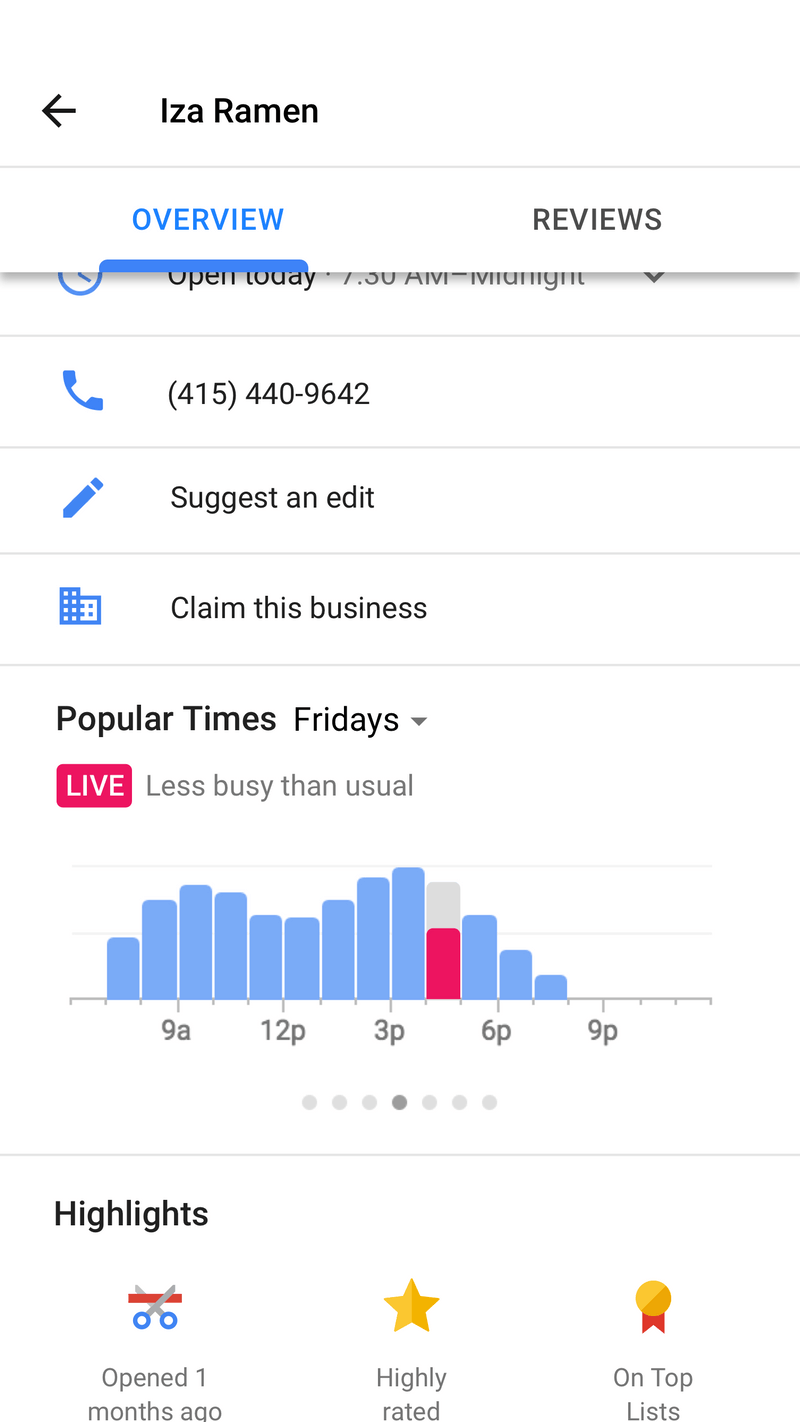 Iza Ramen
OVERVIEW REVIEWS
Open today · 7.30 AM–Midnight
(415) 440-9642
Suggest an edit
Claim this business
Popular Times Fridays
LIVE Less busy than usual
9a 12p 3p 6p 9p
Highlights
Opened 1 Highly On Top
months ago rated Lists